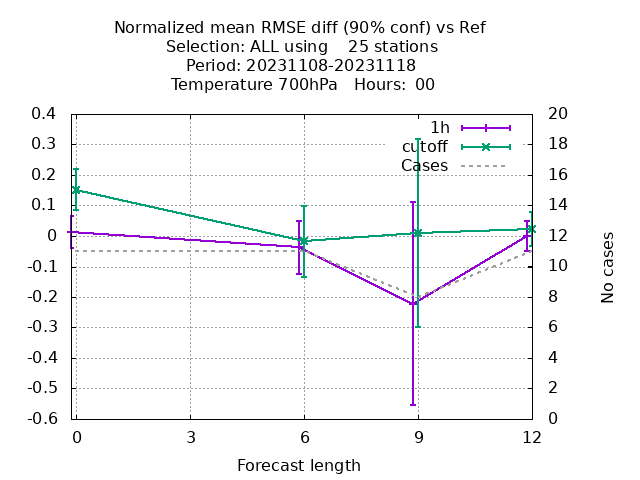 Normalized mean RMSE diff (90% conf) vs Ref
Selection: ALL using    25 stations
Period: 20231108-20231118
Temperature 700hPa   Hours:  00
1h
cutoff
Cases
0.4
0.3
0.2
0.1
0
-0.1
-0.2
-0.3
-0.4
-0.5
-0.6
20
18
16
14
12
10
8
6
4
2
0
No cases
0 3 6 9 12
Forecast length